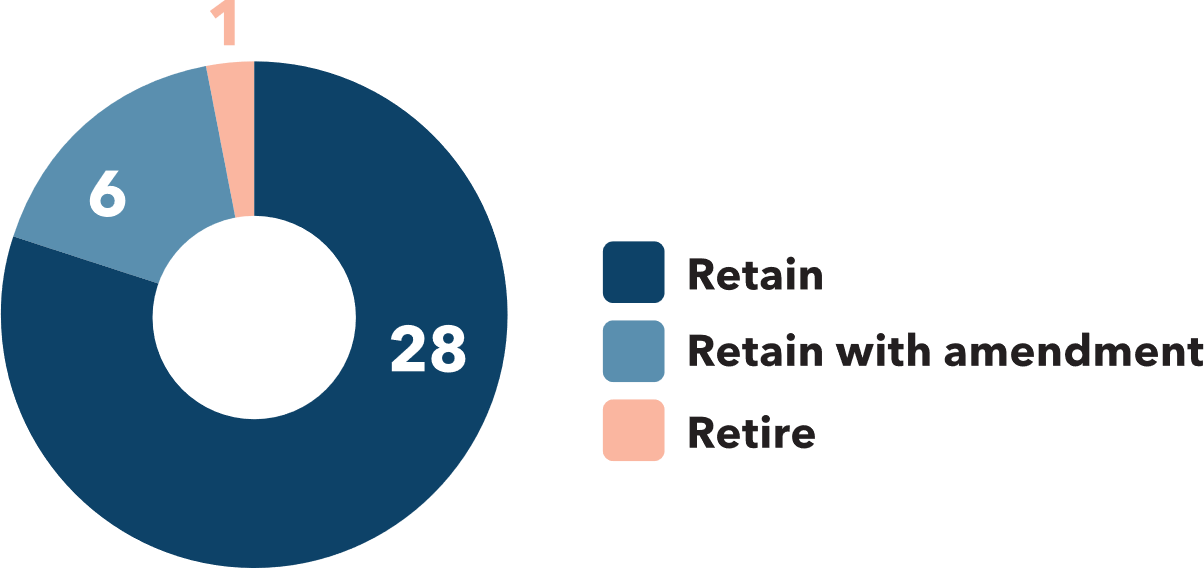 1
6
28
Retain
Retain with amendment
Retire